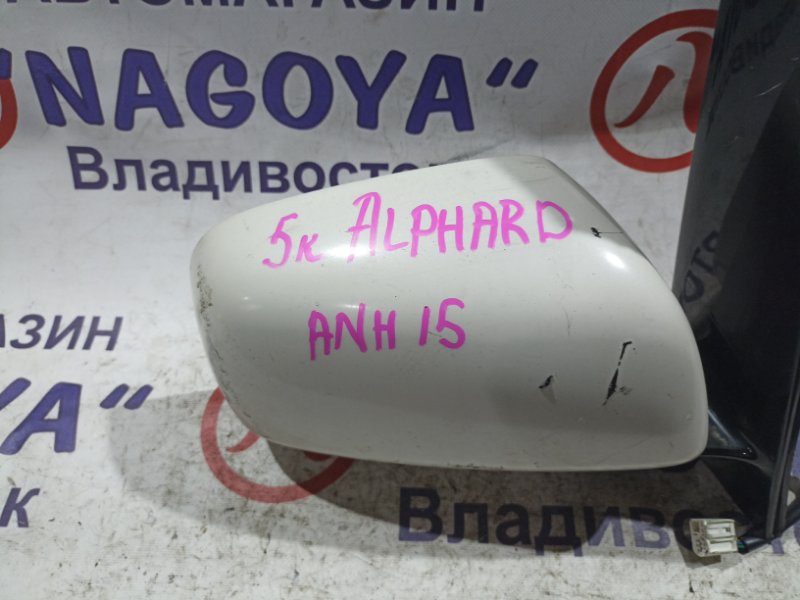 АВТОМАГАЗИН
"NAGOYA"
Владивосток
5к ALPHARD
ANH 15
АЗИН
YA"
к
Владивосток